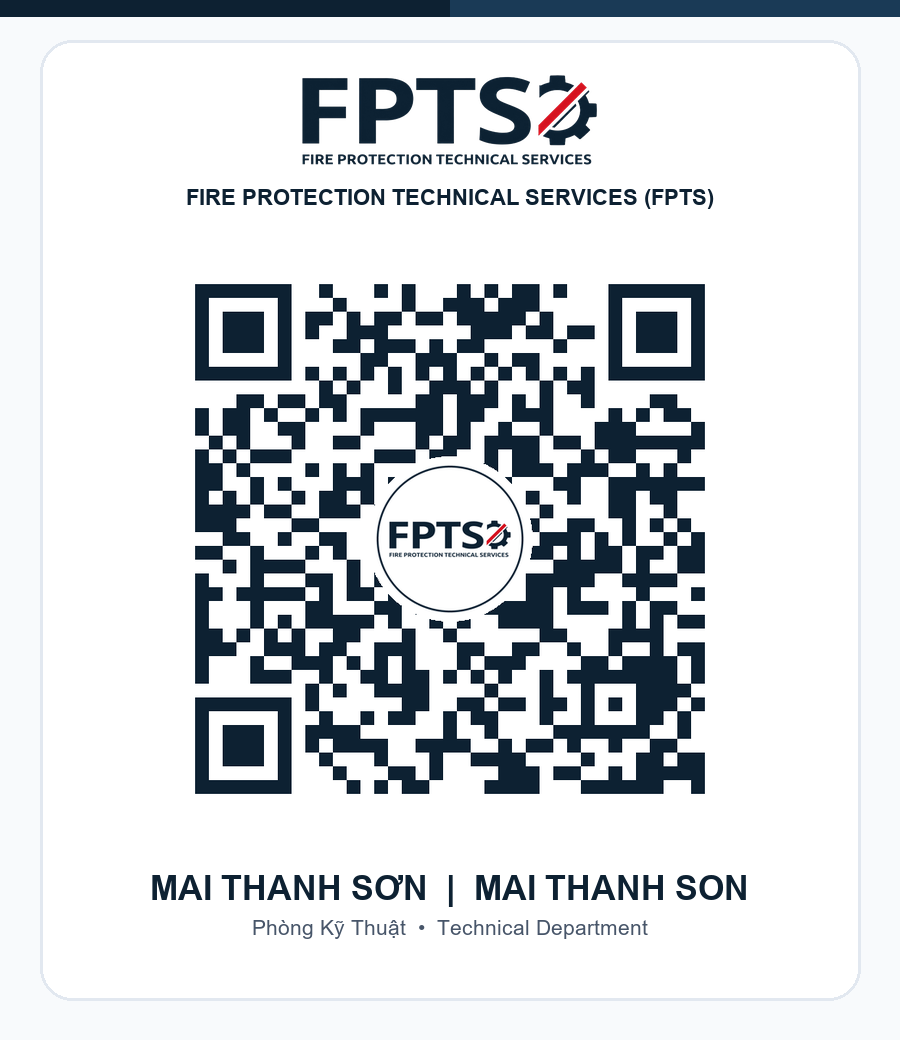 FPTS
FIRE PROTECTION TECHNICAL SERVICES
FIRE PROTECTION TECHNICAL SERVICES (FPTS)
FPTS
FIRE PROTECTION TECHNICAL SERVICES
MAI THANH SƠN | MAI THANH SON
Phòng Kỹ Thuật • Technical Department